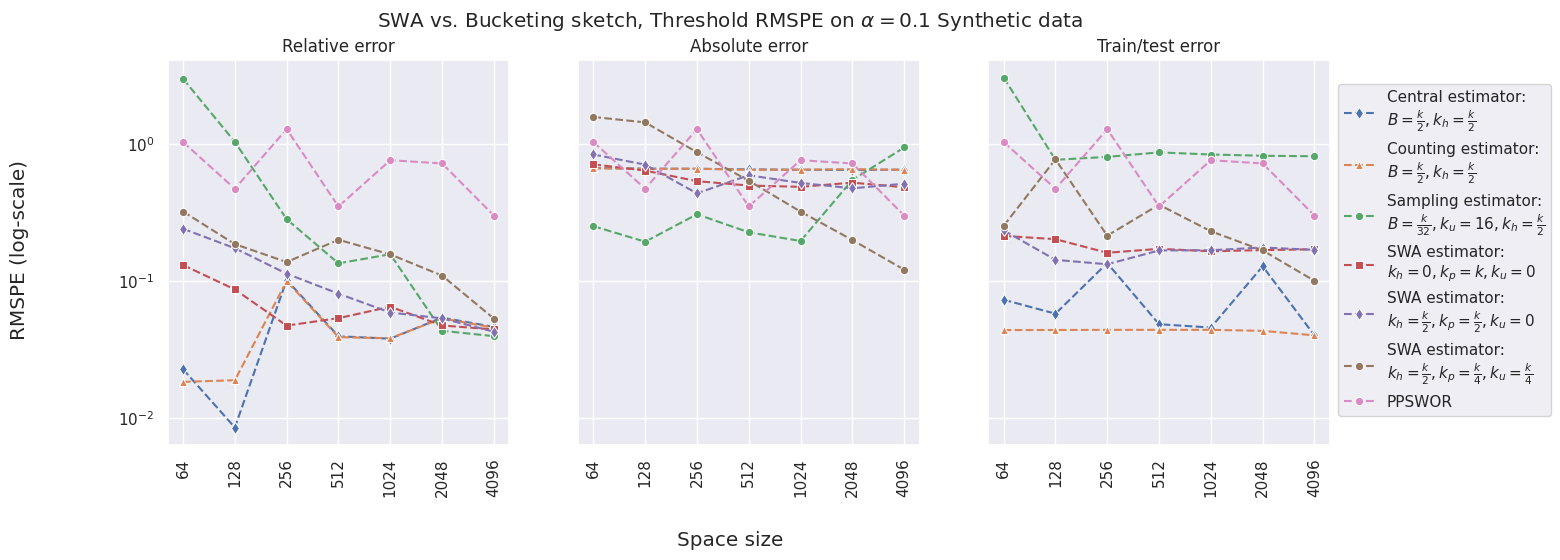 SWA vs. Bucketing sketch, Threshold RMSPE on α = 0.1 Synthetic data
Relative error
Absolute error
Train/test error
RMSPE (log-scale)
10⁰
10⁻¹
10⁻²
64 128 256 512 1024 2048 4096
64 128 256 512 1024 2048 4096
64 128 256 512 1024 2048 4096
Space size
Central estimator:
B = k/2, k_h = k/2
Counting estimator:
B = k/2, k_h = k/2
Sampling estimator:
B = k/32, k_u = 16, k_h = k/2
SWA estimator:
k_h = 0, k_p = k, k_u = 0
SWA estimator:
k_h = k/2, k_p = k/2, k_u = 0
SWA estimator:
k_h = k/2, k_p = k/4, k_u = k/4
PPSWOR